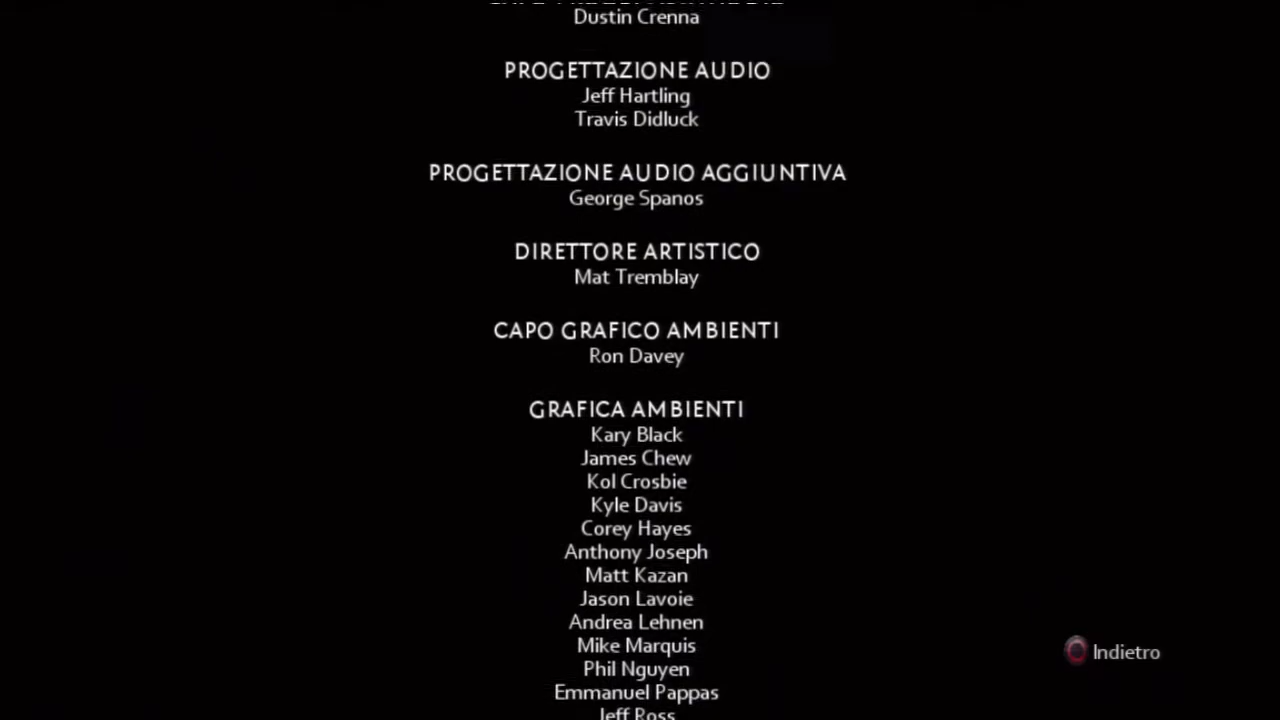 Dustin Crenna
PROGETTAZIONE AUDIO
Jeff Hartling
Travis Didluck
PROGETTAZIONE AUDIO AGGIUNTIVA
George Spanos
DIRETTORE ARTISTICO
Mat Tremblay
CAPO GRAFICO AMBIENTI
Ron Davey
GRAFICA AMBIENTI
Kary Black
James Chew
Kol Crosbie
Kyle Davis
Corey Hayes
Anthony Joseph
Matt Kazan
Jason Lavoie
Andrea Lehnen
Mike Marquis
Phil Nguyen
Emmanuel Pappas
Jeff Ross
Indietro